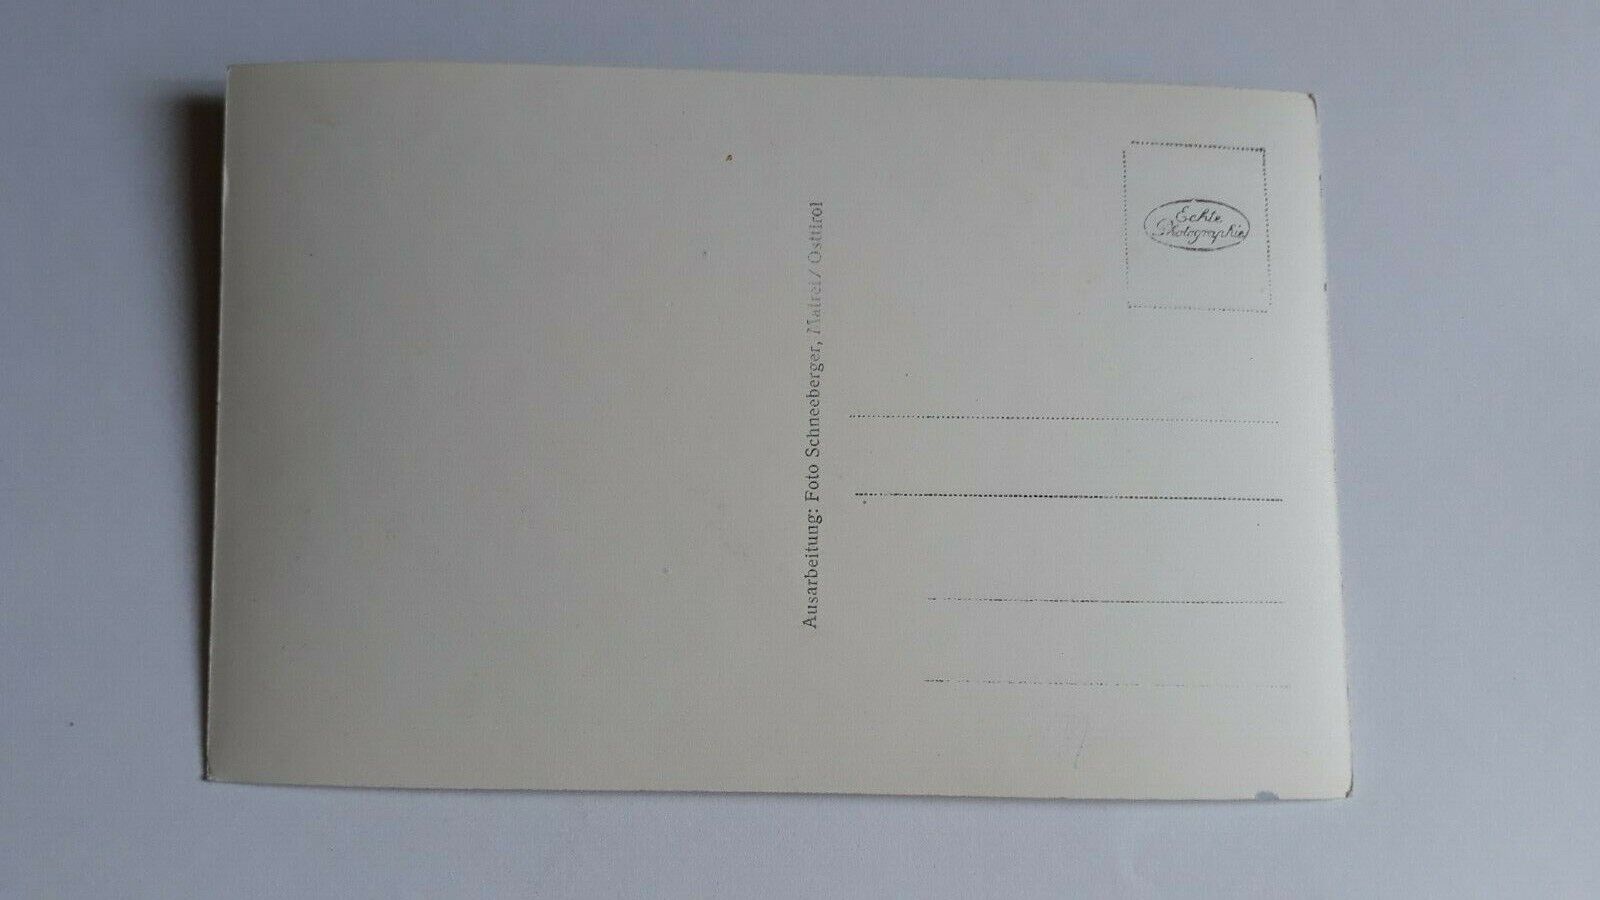 Echte
Photographie
Ausarbeitung: Foto Schneeberger, Matrei / Osttirol